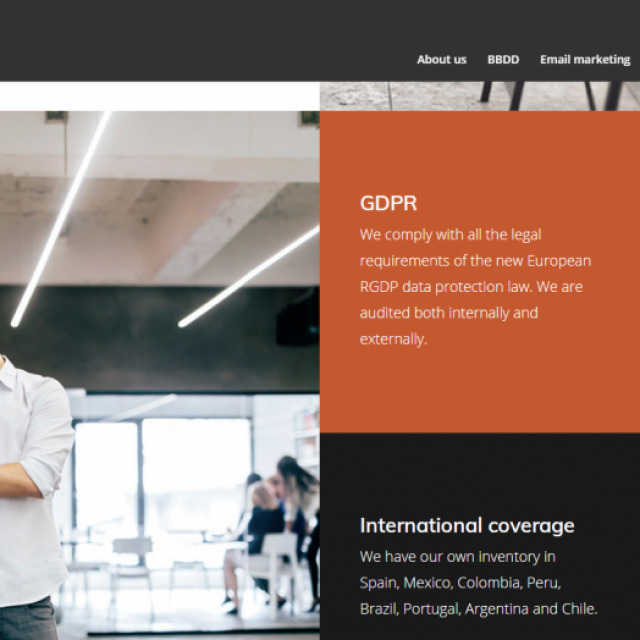 About us BBDD Email marketing
GDPR
We comply with all the legal
requirements of the new European
RGDP data protection law. We are
audited both internally and
externally.
International coverage
We have our own inventory in
Spain, Mexico, Colombia, Peru,
Brazil, Portugal, Argentina and Chile.